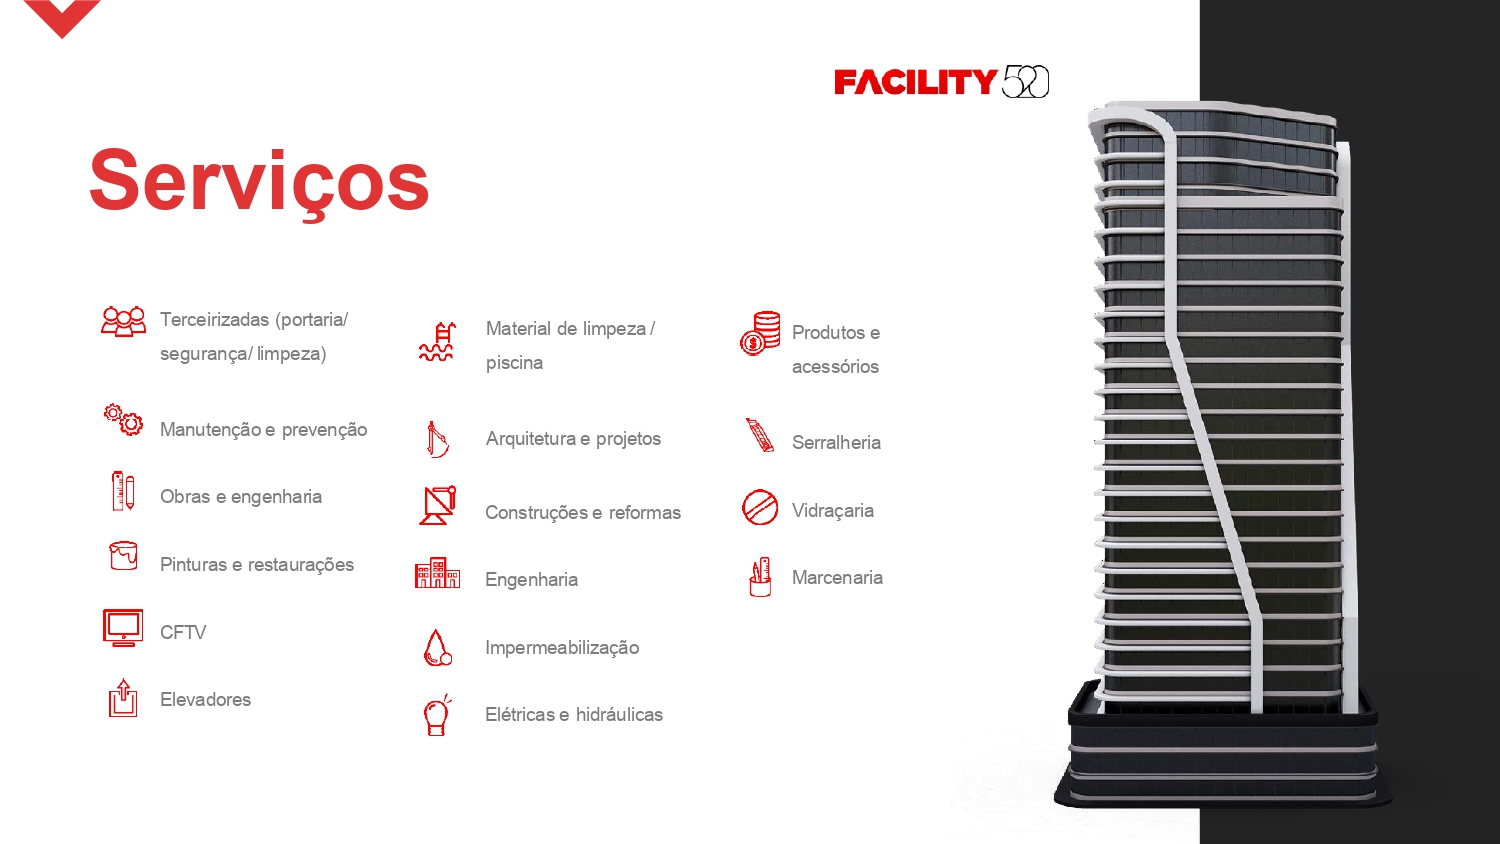 FACILITY 520
Serviços
Terceirizadas (portaria/
segurança/ limpeza)
Manutenção e prevenção
Obras e engenharia
Pinturas e restaurações
CFTV
Elevadores
Material de limpeza /
piscina
Arquitetura e projetos
Construções e reformas
Engenharia
Impermeabilização
Elétricas e hidráulicas
Produtos e
acessórios
Serralheria
Vidraçaria
Marcenaria